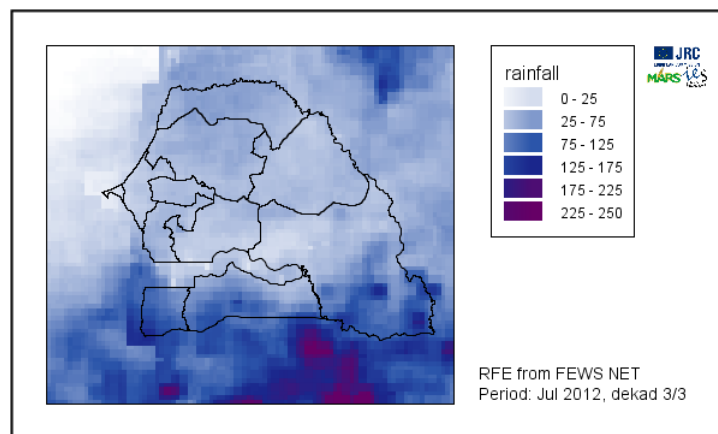 JRC
MARS
ies
rainfall
0 - 25
25 - 75
75 - 125
125 - 175
175 - 225
225 - 250
RFE from FEWS NET
Period: Jul 2012, dekad 3/3